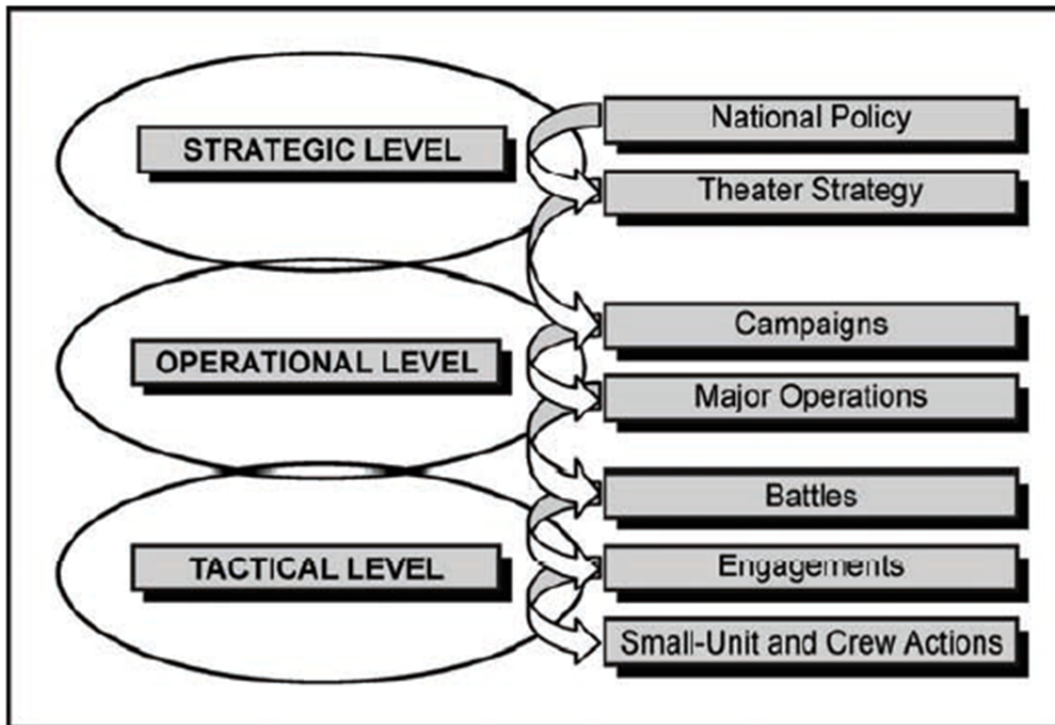 STRATEGIC LEVEL
National Policy
Theater Strategy
OPERATIONAL LEVEL
Campaigns
Major Operations
TACTICAL LEVEL
Battles
Engagements
Small-Unit and Crew Actions